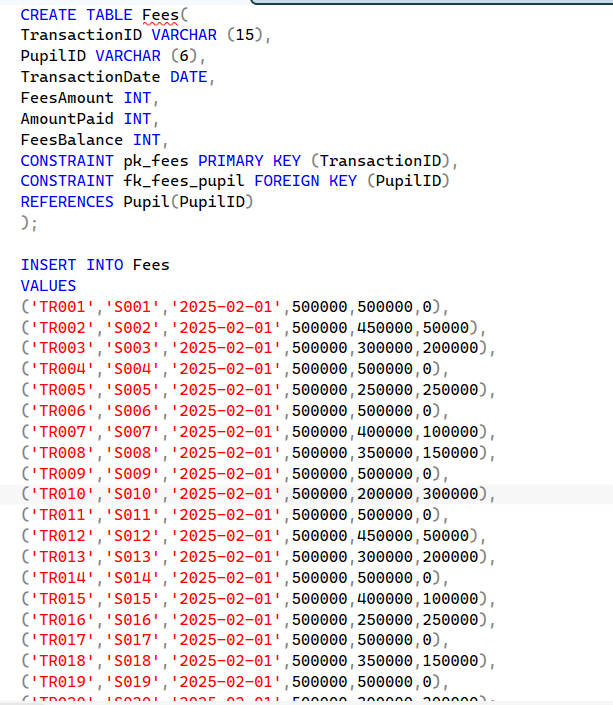 CREATE TABLE Fees(
TransactionID VARCHAR (15),
PupilID VARCHAR (6),
TransactionDate DATE,
FeesAmount INT,
AmountPaid INT,
FeesBalance INT,
CONSTRAINT pk_fees PRIMARY KEY (TransactionID),
CONSTRAINT fk_fees_pupil FOREIGN KEY (PupilID)
REFERENCES Pupil(PupilID)
);
INSERT INTO Fees
VALUES
('TR001','S001','2025-02-01',500000,500000,0),
('TR002','S002','2025-02-01',500000,450000,50000),
('TR003','S003','2025-02-01',500000,300000,200000),
('TR004','S004','2025-02-01',500000,500000,0),
('TR005','S005','2025-02-01',500000,250000,250000),
('TR006','S006','2025-02-01',500000,500000,0),
('TR007','S007','2025-02-01',500000,400000,100000),
('TR008','S008','2025-02-01',500000,350000,150000),
('TR009','S009','2025-02-01',500000,500000,0),
('TR010','S010','2025-02-01',500000,200000,300000),
('TR011','S011','2025-02-01',500000,500000,0),
('TR012','S012','2025-02-01',500000,450000,50000),
('TR013','S013','2025-02-01',500000,300000,200000),
('TR014','S014','2025-02-01',500000,500000,0),
('TR015','S015','2025-02-01',500000,400000,100000),
('TR016','S016','2025-02-01',500000,250000,250000),
('TR017','S017','2025-02-01',500000,500000,0),
('TR018','S018','2025-02-01',500000,350000,150000),
('TR019','S019','2025-02-01',500000,500000,0),